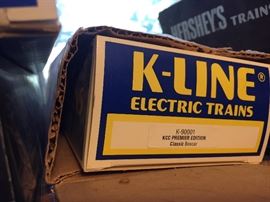 HERSHEY'S TRAIN
K-LINE®
ELECTRIC TRAINS
K-90001
KCC PREMIER EDITION
Classic Boxcar